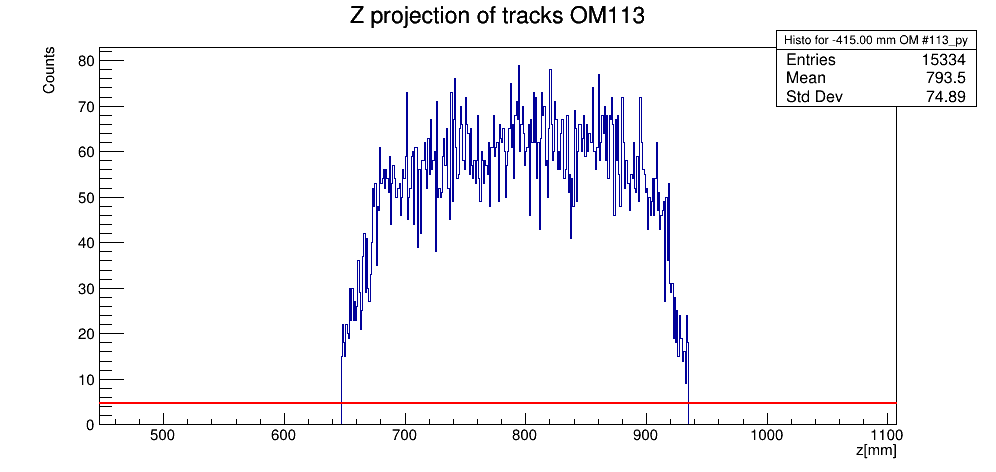 Z projection of tracks OM113
Histo for -415.00 mm OM #113_py
Entries 15334
Mean 793.5
Std Dev 74.89
Counts
80
70
60
50
40
30
20
10
0
500 600 700 800 900 1000 1100
z[mm]